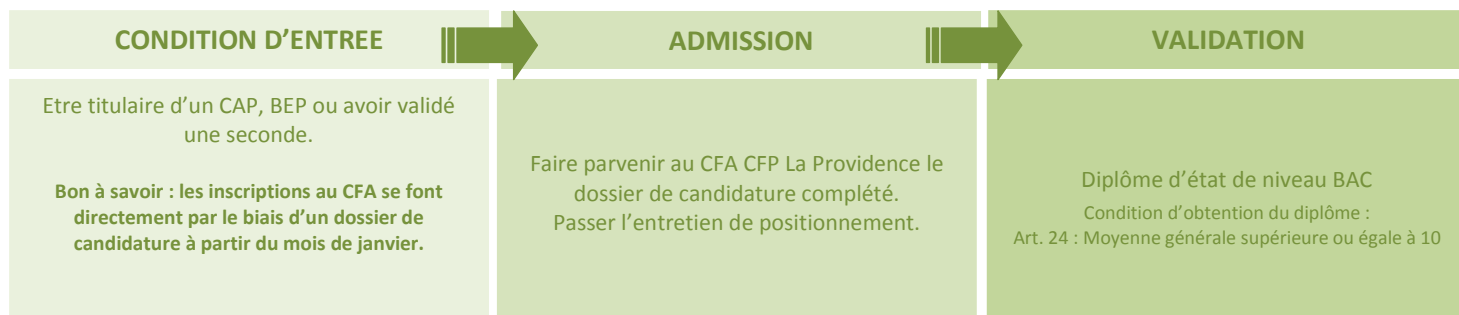 CONDITION D'ENTREE
Etre titulaire d'un CAP, BEP ou avoir validé
une seconde.
Bon à savoir : les inscriptions au CFA se font
directement par le biais d'un dossier de
candidature à partir du mois de janvier.
ADMISSION
Faire parvenir au CFA CFP La Providence le
dossier de candidature complété.
Passer l'entretien de positionnement.
VALIDATION
Diplôme d'état de niveau BAC
Condition d'obtention du diplôme :
Art. 24 : Moyenne générale supérieure ou égale à 10